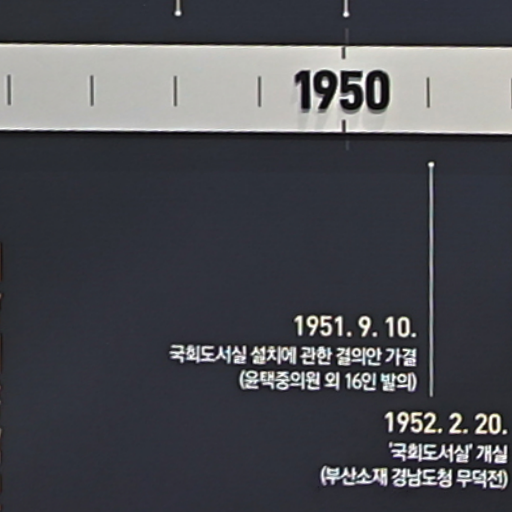 1950
1951. 9. 10.
국회도서실 설치에 관한 결의안 가결
(윤택중의원 외 16인 발의)
1952. 2. 20.
'국회도서실' 개실
(부산소재 경남도청 무덕전)